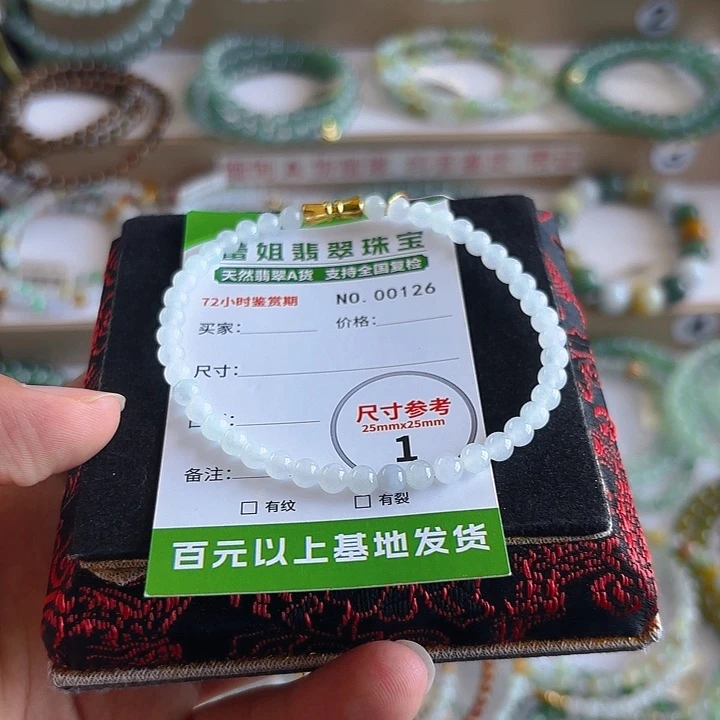 姐翡翠珠宝
天然翡翠A货 支持全国复检
72小时鉴赏期 NO. 00126
买家: 价格:
尺寸:
尺寸参考
25mmx25mm
1
备注:
有纹 有裂
百元以上基地发货
2